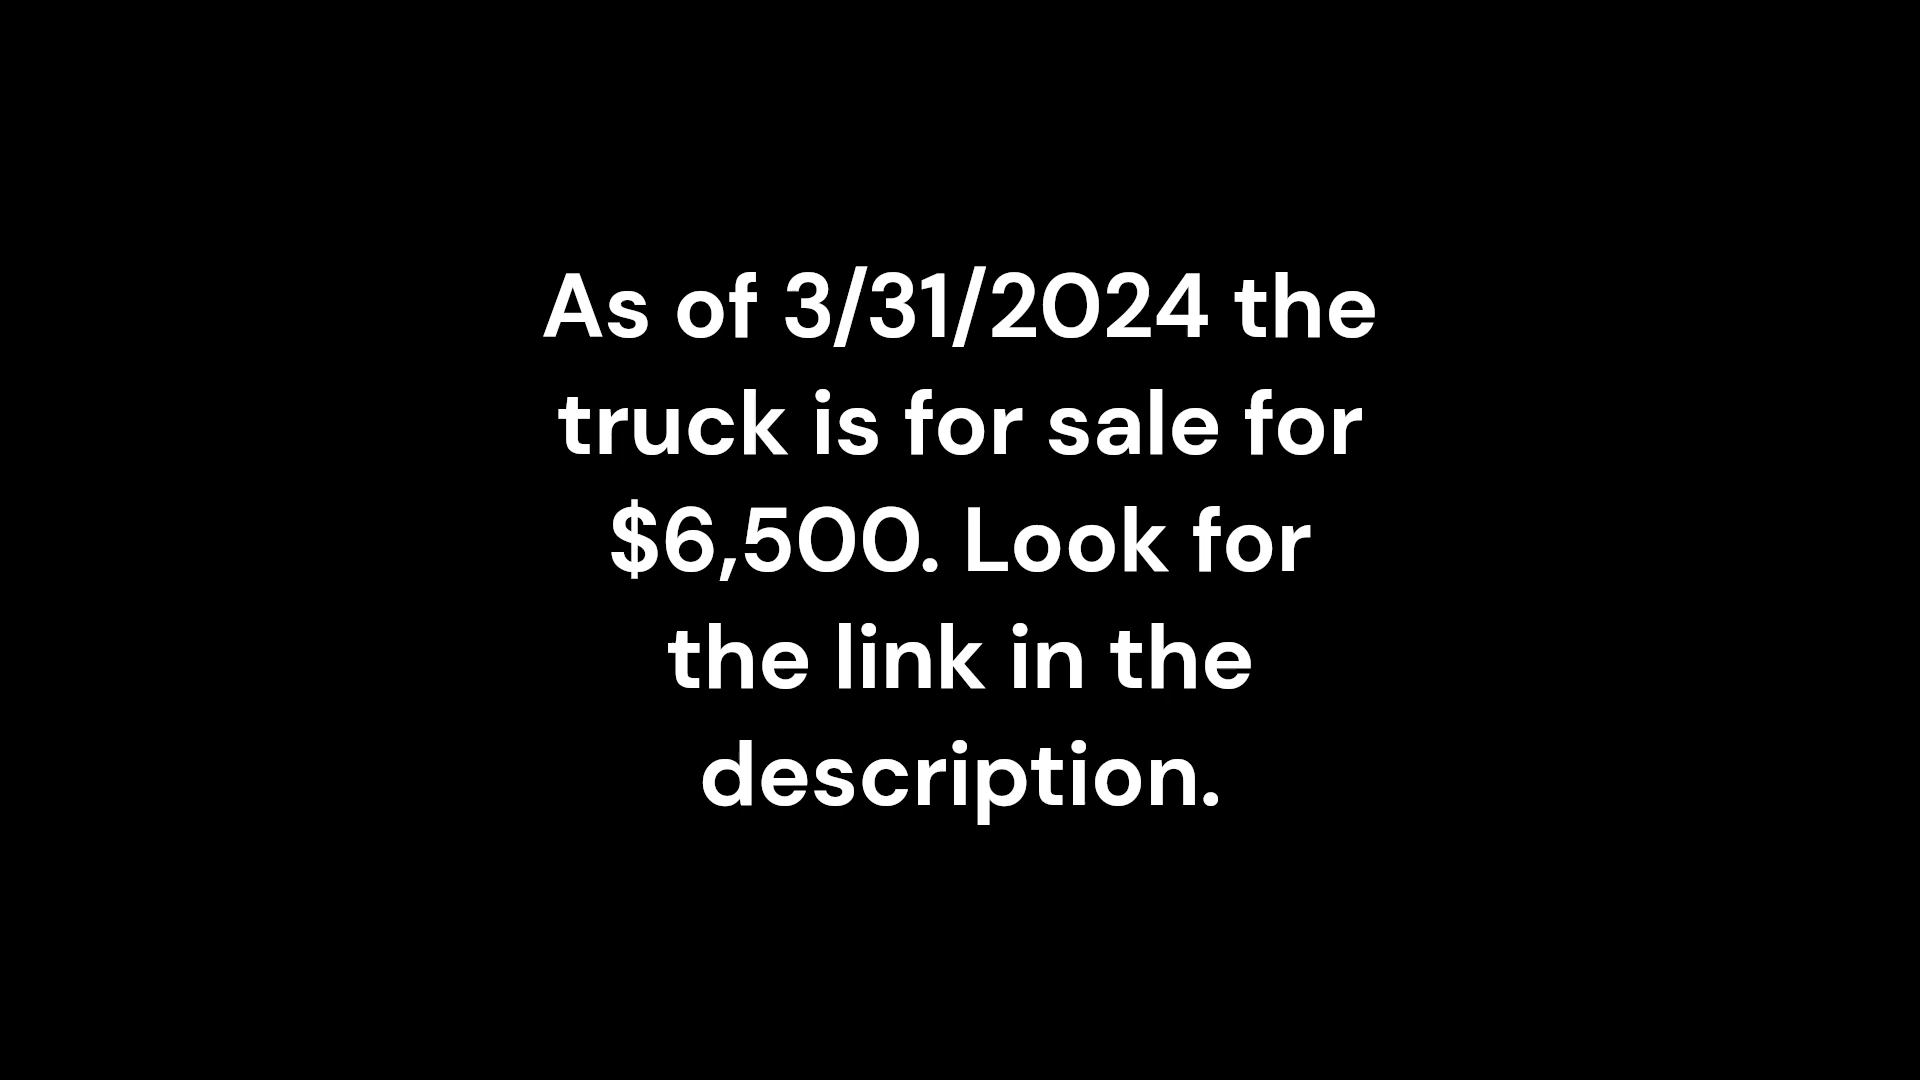 As of 3/31/2024 the
truck is for sale for
$6,500. Look for
the link in the
description.